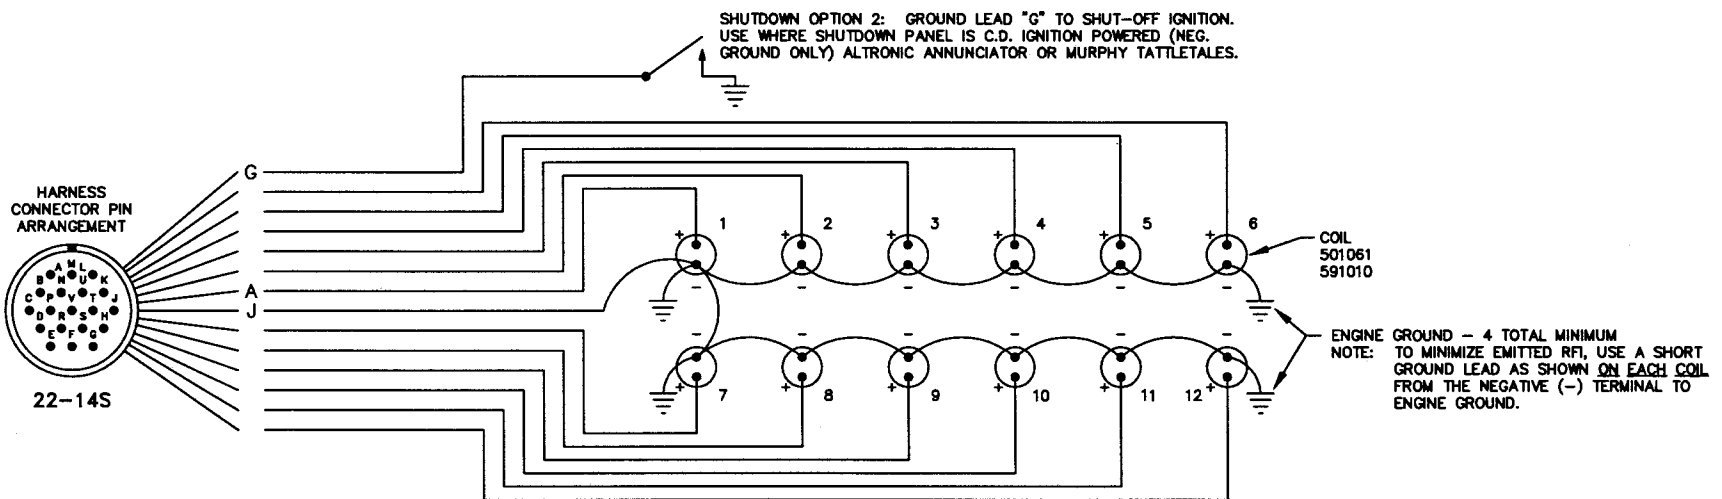 SHUTDOWN OPTION 2: GROUND LEAD "G" TO SHUT-OFF IGNITION.
USE WHERE SHUTDOWN PANEL IS C.D. IGNITION POWERED (NEG.
GROUND ONLY) ALTRONIC ANNUNCIATOR OR MURPHY TATTLETALES.
G
HARNESS
CONNECTOR PIN
ARRANGEMENT
A M L
B N U K
C P V T J
D R S H
E F G
22-14S
A
J
1 2 3 4 5 6
+ + + + + +
- - - - - -
COIL
501061
591010
- - - - - -
+ + + + + +
7 8 9 10 11 12
ENGINE GROUND - 4 TOTAL MINIMUM
NOTE: TO MINIMIZE EMITTED RFI, USE A SHORT
GROUND LEAD AS SHOWN ON EACH COIL
FROM THE NEGATIVE (-) TERMINAL TO
ENGINE GROUND.